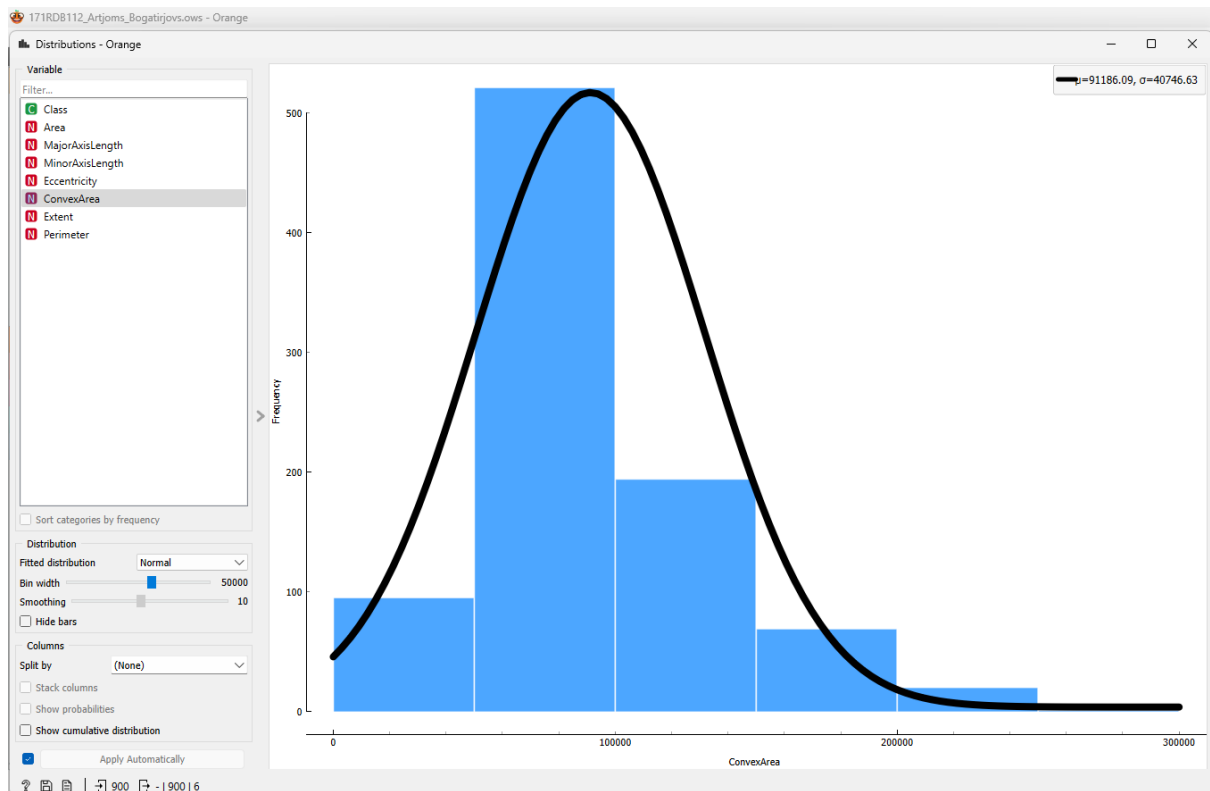 171RDB112_Artjoms_Bogatirjovs.ows - Orange
Distributions - Orange
Variable
Filter...
C Class
N Area
N MajorAxisLength
N MinorAxisLength
N Eccentricity
N ConvexArea
N Extent
N Perimeter
Sort categories by frequency
Distribution
Fitted distribution Normal
Bin width 50000
Smoothing 10
Hide bars
Columns
Split by (None)
Stack columns
Show probabilities
Show cumulative distribution
Apply Automatically
? 900 - | 900 | 6
μ=91186.09, σ=40746.63
500
400
300
200
100
0
Frequency
0 100000 200000 300000
ConvexArea